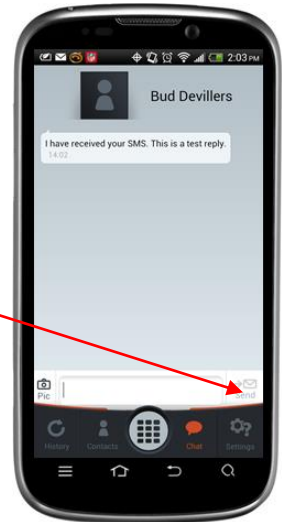 2:03 PM
Bud Devillers
I have received your SMS. This is a test reply.
14.02
Pic
Send
History Contacts Chat Settings